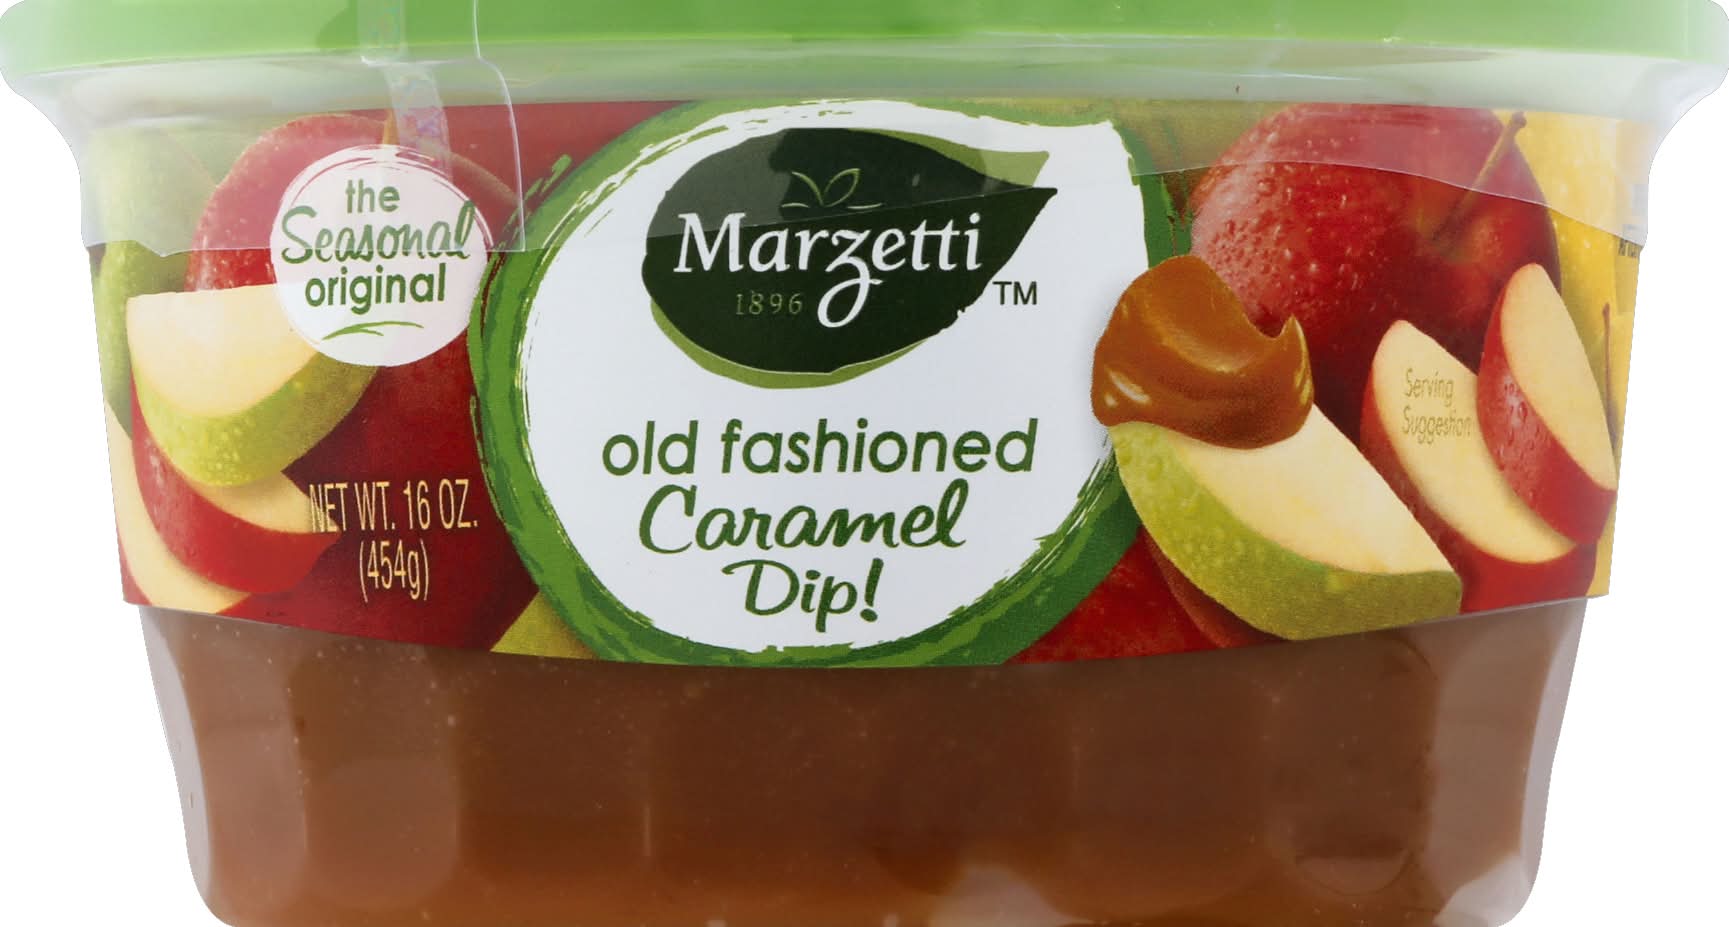 the
Seasonal
original
Marzetti
1896
TM
old fashioned
Caramel
Dip!
NET WT. 16 OZ.
(454g)
Serving
Suggestion